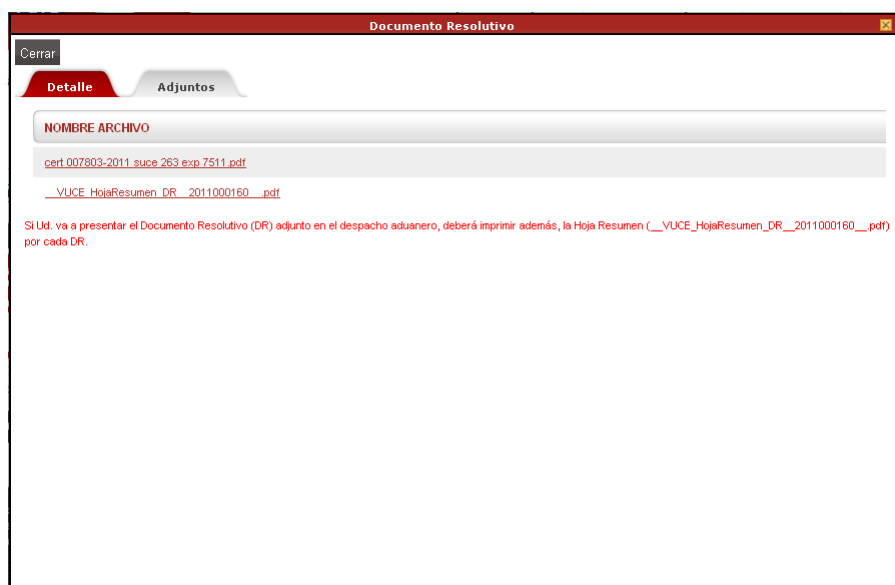 Documento Resolutivo
Cerrar
Detalle
Adjuntos
NOMBRE ARCHIVO
cert 007803-2011 suce 263 exp 7511.pdf
__VUCE_HojaResumen_DR__2011000160__.pdf
Si Ud. va a presentar el Documento Resolutivo (DR) adjunto en el despacho aduanero, deberá imprimir además, la Hoja Resumen (__VUCE_HojaResumen_DR__2011000160__.pdf)
por cada DR.